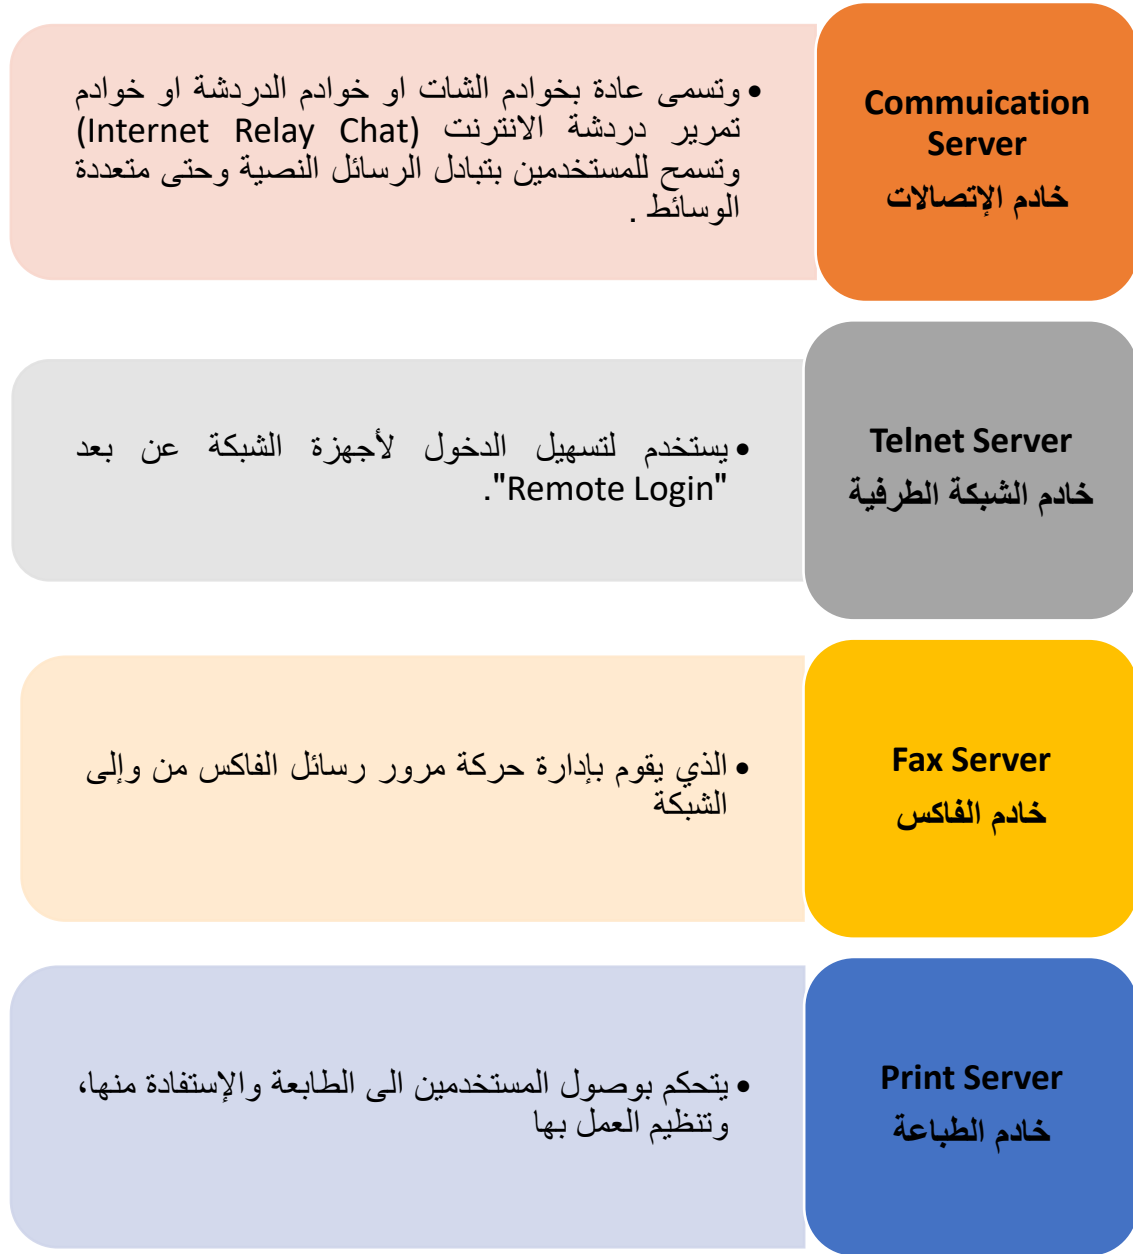 Commuication
Server
خادم الإتصالات
• وتسمى عادة بخوادم الشات او خوادم الدردشة او خوادم
تمرير دردشة الانترنت (Internet Relay Chat)
وتسمح للمستخدمين بتبادل الرسائل النصية وحتى متعددة
الوسائط .
Telnet Server
خادم الشبكة الطرفية
• يستخدم لتسهيل الدخول لأجهزة الشبكة عن بعد
"Remote Login".
Fax Server
خادم الفاكس
• الذي يقوم بإدارة حركة مرور رسائل الفاكس من وإلى
الشبكة
Print Server
خادم الطباعة
• يتحكم بوصول المستخدمين الى الطابعة والإستفادة منها،
وتنظيم العمل بها